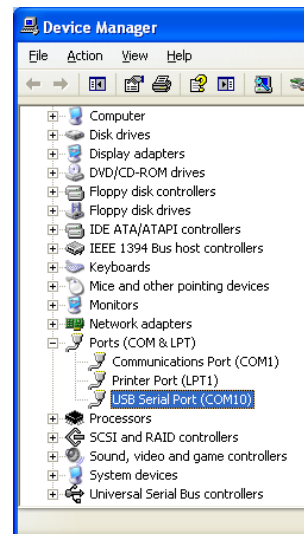 Device Manager
File Action View Help
Computer
Disk drives
Display adapters
DVD/CD-ROM drives
Floppy disk controllers
Floppy disk drives
IDE ATA/ATAPI controllers
IEEE 1394 Bus host controllers
Keyboards
Mice and other pointing devices
Monitors
Network adapters
Ports (COM & LPT)
Communications Port (COM1)
Printer Port (LPT1)
USB Serial Port (COM10)
Processors
SCSI and RAID controllers
Sound, video and game controllers
System devices
Universal Serial Bus controllers